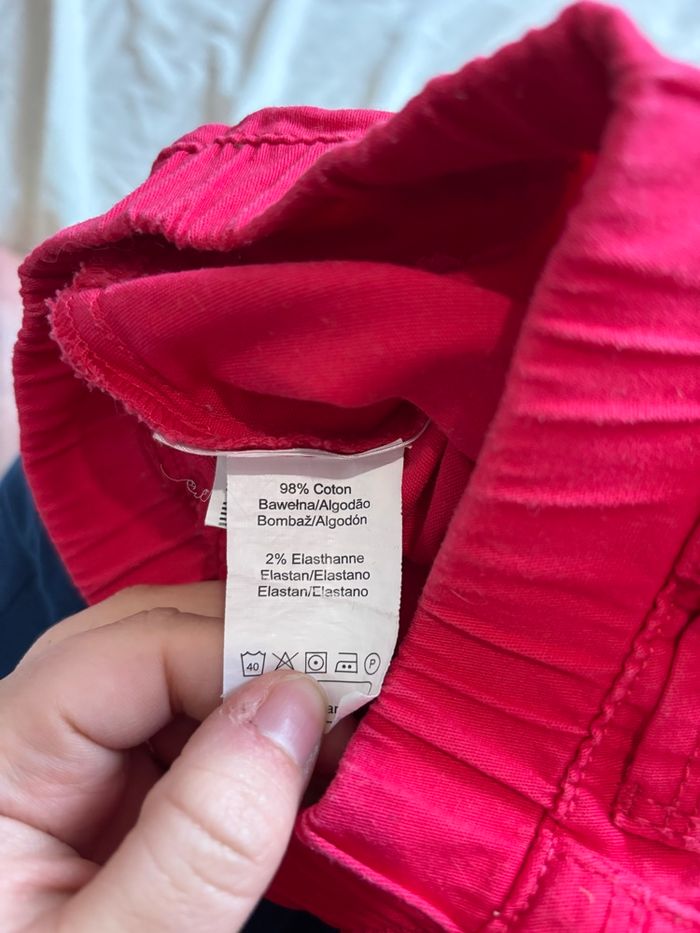 98% Coton
Bawełna/Algodão
Bombaž/Algodón
2% Elasthanne
Elastan/Elastano
Elastan/Elastano
40
P